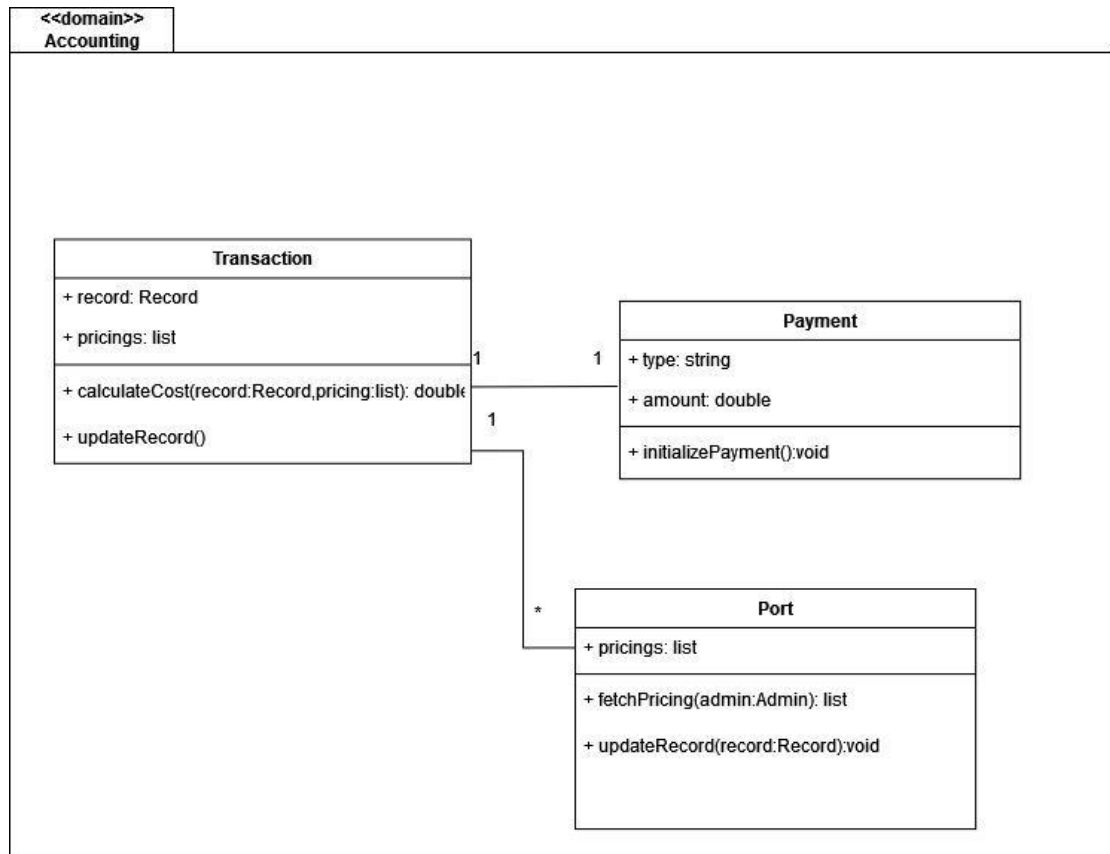 <<domain>>
Accounting
Transaction
+ record: Record
+ pricings: list
+ calculateCost(record:Record,pricing:list): double
+ updateRecord()
1
1
1
Payment
+ type: string
+ amount: double
+ initializePayment():void
*
Port
+ pricings: list
+ fetchPricing(admin:Admin): list
+ updateRecord(record:Record):void